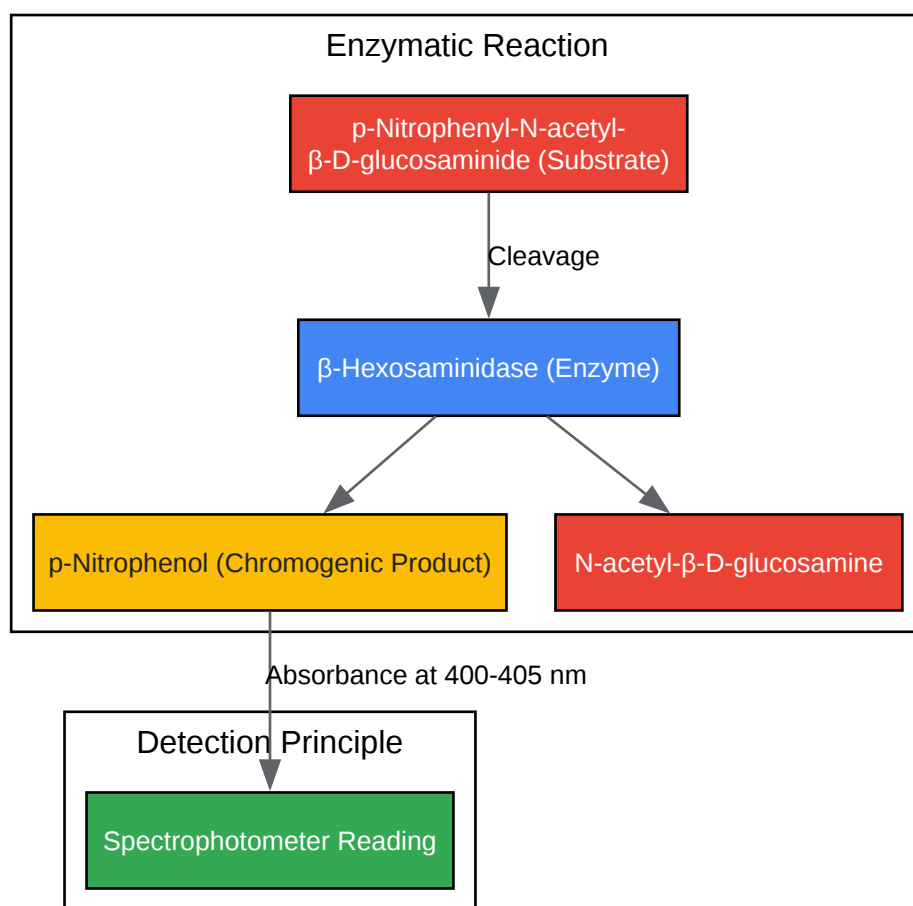 Enzymatic Reaction
p-Nitrophenyl-N-acetyl-
β-D-glucosaminide (Substrate)
Cleavage
β-Hexosaminidase (Enzyme)
p-Nitrophenol (Chromogenic Product)
N-acetyl-β-D-glucosamine
Absorbance at 400-405 nm
Detection Principle
Spectrophotometer Reading